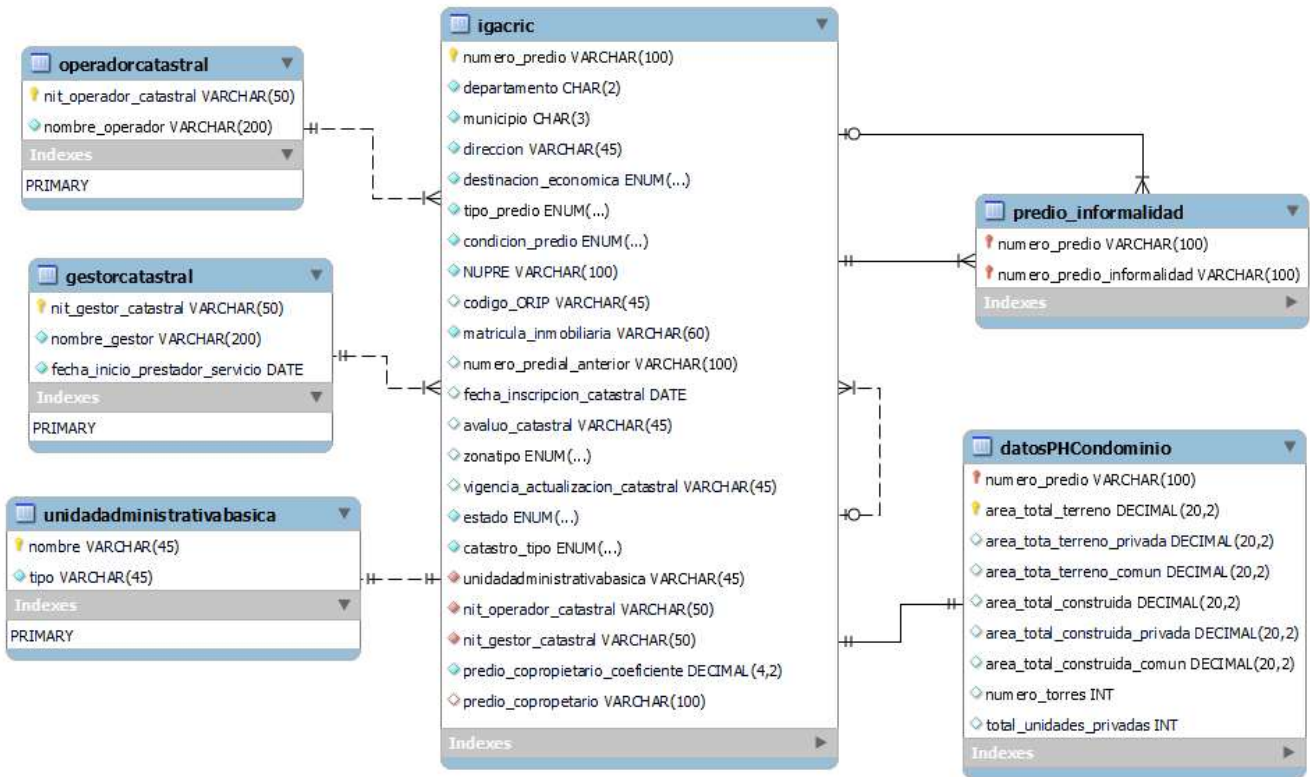 operadorcatastral
nit_operador_catastral VARCHAR(50)
nombre_operador VARCHAR(200)
Indexes
PRIMARY
gestorcatastral
nit_gestor_catastral VARCHAR(50)
nombre_gestor VARCHAR(200)
fecha_inicio_prestador_servicio DATE
Indexes
PRIMARY
unidadadministrativabasica
nombre VARCHAR(45)
tipo VARCHAR(45)
Indexes
PRIMARY
igacric
numero_predio VARCHAR(100)
departamento CHAR(2)
municipio CHAR(3)
direccion VARCHAR(45)
destinacion_economica ENUM(...)
tipo_predio ENUM(...)
condicion_predio ENUM(...)
NUPRE VARCHAR(100)
codigo_ORIP VARCHAR(45)
matricula_inmobiliaria VARCHAR(60)
numero_predial_anterior VARCHAR(100)
fecha_inscripcion_catastral DATE
avaluo_catastral VARCHAR(45)
zonatipo ENUM(...)
vigencia_actualizacion_catastral VARCHAR(45)
estado ENUM(...)
catastro_tipo ENUM(...)
unidadadministrativabasica VARCHAR(45)
nit_operador_catastral VARCHAR(50)
nit_gestor_catastral VARCHAR(50)
predio_copropietario_coeficiente DECIMAL(4,2)
predio_copropetario VARCHAR(100)
Indexes
predio_informalidad
numero_predio VARCHAR(100)
numero_predio_informalidad VARCHAR(100)
Indexes
datosPHCondominio
numero_predio VARCHAR(100)
area_total_terreno DECIMAL(20,2)
area_tota_terreno_privada DECIMAL(20,2)
area_tota_terreno_comun DECIMAL(20,2)
area_total_construida DECIMAL(20,2)
area_total_construida_privada DECIMAL(20,2)
area_total_construida_comun DECIMAL(20,2)
numero_torres INT
total_unidades_privadas INT
Indexes